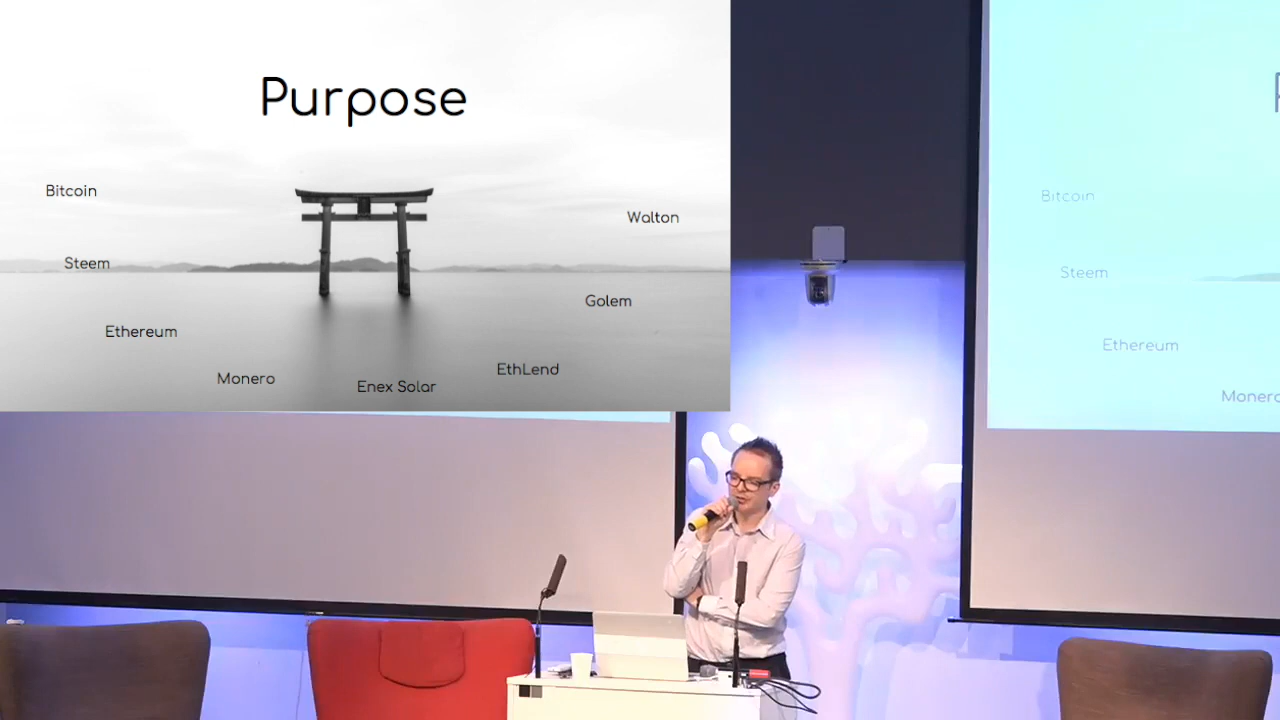 Purpose
Bitcoin
Walton
Steem
Golem
Ethereum
EthLend
Monero
Enex Solar
Bitcoin
Steem
Ethereum
Monero